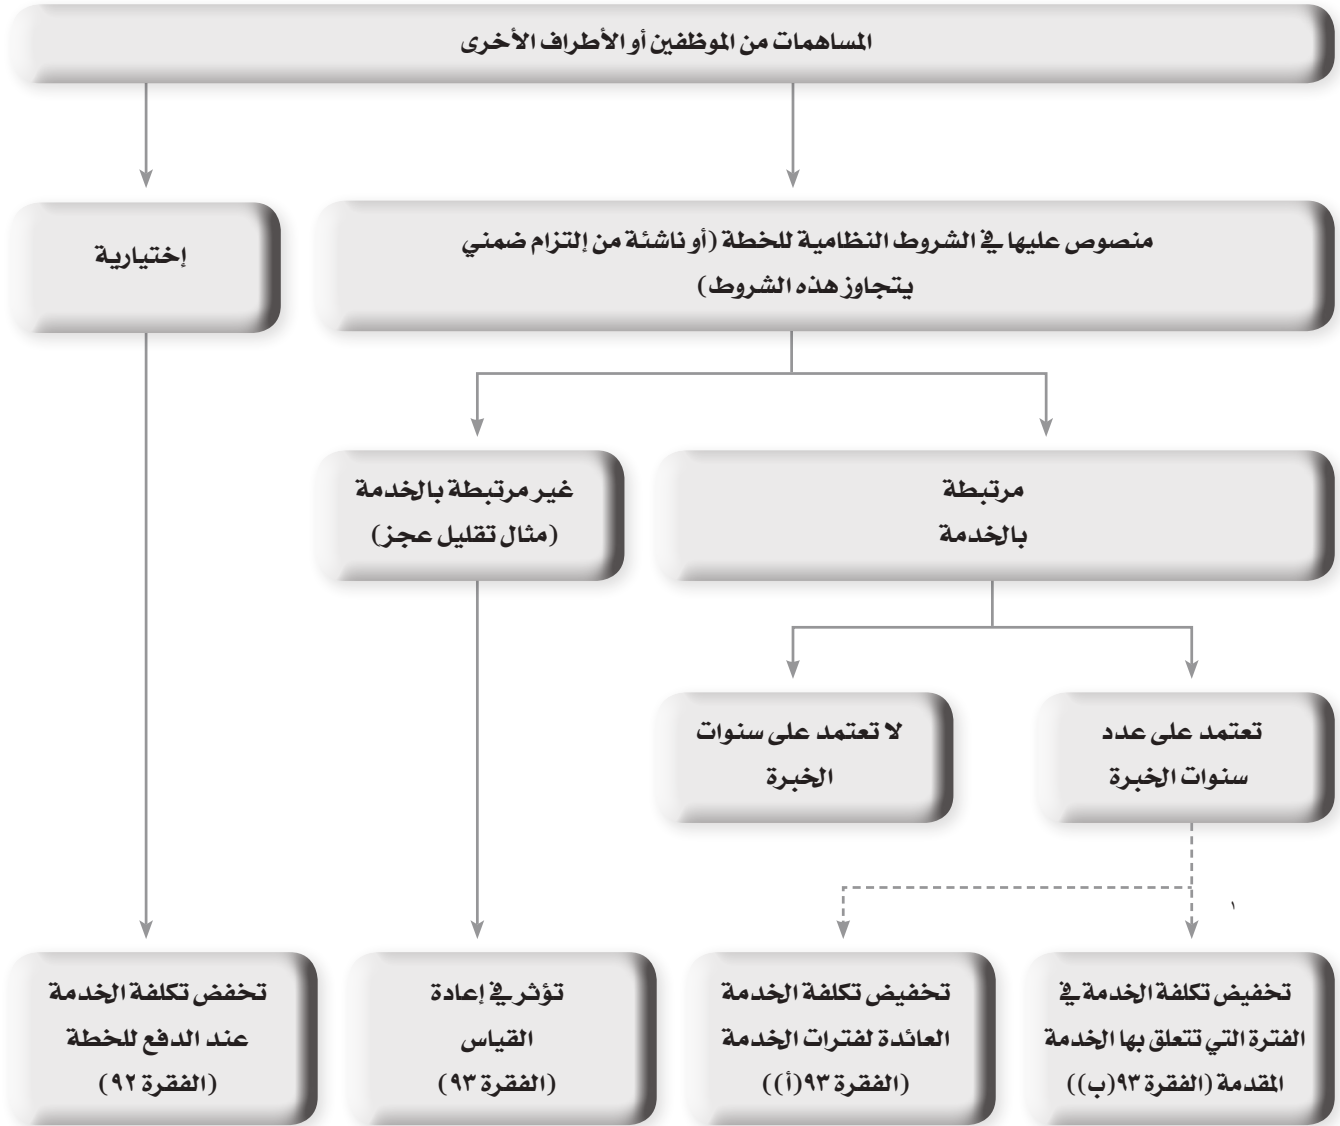 المساهمات من الموظفين أو الأطراف الأخرى
منصوص عليها في الشروط النظامية للخطة (أو ناشئة من إلتزام ضمني
يتجاوز هذه الشروط)
إختيارية
مرتبطة
بالخدمة
غير مرتبطة بالخدمة
(مثال تقليل عجز)
تعتمد على عدد
سنوات الخبرة
لا تعتمد على سنوات
الخبرة
١
تخفيض تكلفة الخدمة في
الفترة التي تتعلق بها الخدمة
المقدمة (الفقرة ٩٣(ب))
تخفيض تكلفة الخدمة
العائدة لفترات الخدمة
(الفقرة ٩٣(أ))
تؤثر في إعادة
القياس
(الفقرة ٩٣)
تخفض تكلفة الخدمة
عند الدفع للخطة
(الفقرة ٩٢)